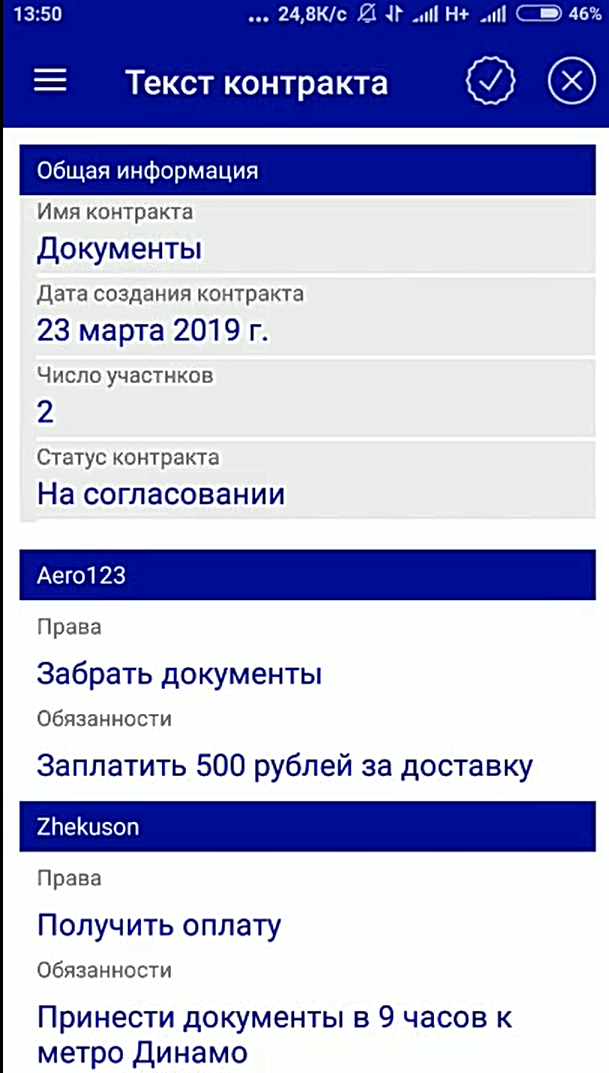 13:50 ... 24,8K/c H+ 46%
Текст контракта
Общая информация
Имя контракта
Документы
Дата создания контракта
23 марта 2019 г.
Число участнков
2
Статус контракта
На согласовании
Aero123
Права
Забрать документы
Обязанности
Заплатить 500 рублей за доставку
Zhekuson
Права
Получить оплату
Обязанности
Принести документы в 9 часов к
метро Динамо